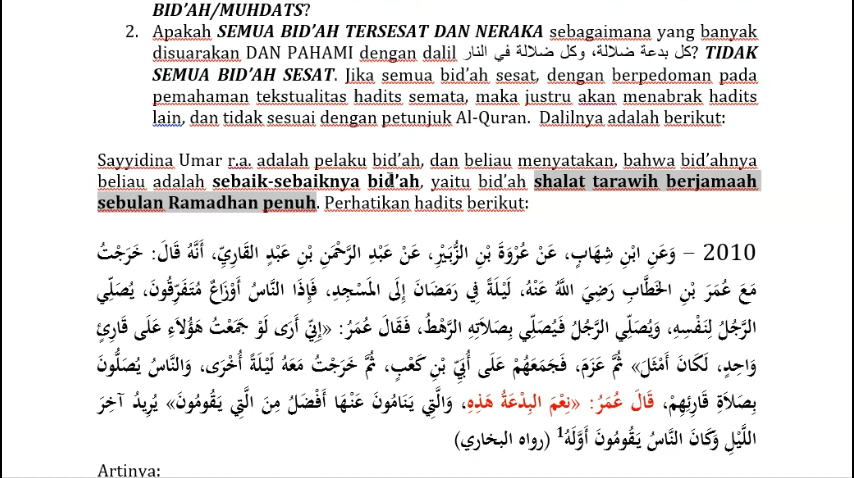 BID’AH/MUHDATS?
2. Apakah SEMUA BID’AH TERSESAT DAN NERAKA sebagaimana yang banyak
disuarakan DAN PAHAMI dengan dalil كل بدعة ضلالة، وكل ضلالة في النار? TIDAK
SEMUA BID’AH SESAT. Jika semua bid’ah sesat, dengan berpedoman pada
pemahaman tekstualitas hadits semata, maka justru akan menabrak hadits
lain, dan tidak sesuai dengan petunjuk Al-Quran. Dalilnya adalah berikut:
Sayyidina Umar r.a. adalah pelaku bid’ah, dan beliau menyatakan, bahwa bid’ahnya
beliau adalah sebaik-sebaiknya bid’ah, yaitu bid’ah shalat tarawih berjamaah
sebulan Ramadhan penuh. Perhatikan hadits berikut:
2010 – وَعَنِ ابْنِ شِهَابٍ، عَنْ عُرْوَةَ بْنِ الزُّبَيْرِ، عَنْ عَبْدِ الرَّحْمَنِ بْنِ عَبْدٍ القَارِيِّ، أَنَّهُ قَالَ: خَرَجْتُ
مَعَ عُمَرَ بْنِ الخَطَّابِ رَضِيَ اللَّهُ عَنْهُ، لَيْلَةً فِي رَمَضَانَ إِلَى المَسْجِدِ، فَإِذَا النَّاسُ أَوْزَاعٌ مُتَفَرِّقُونَ، يُصَلِّي
الرَّجُلُ لِنَفْسِهِ، وَيُصَلِّي الرَّجُلُ فَيُصَلِّي بِصَلاَتِهِ الرَّهْطُ، فَقَالَ عُمَرُ: «إِنِّي أَرَى لَوْ جَمَعْتُ هَؤُلاَءِ عَلَى قَارِئٍ
وَاحِدٍ، لَكَانَ أَمْثَلَ» ثُمَّ عَزَمَ، فَجَمَعَهُمْ عَلَى أُبَيِّ بْنِ كَعْبٍ، ثُمَّ خَرَجْتُ مَعَهُ لَيْلَةً أُخْرَى، وَالنَّاسُ يُصَلُّونَ
بِصَلاَةِ قَارِئِهِمْ، قَالَ عُمَرُ: «نِعْمَ البِدْعَةُ هَذِهِ، وَالَّتِي يَنَامُونَ عَنْهَا أَفْضَلُ مِنَ الَّتِي يَقُومُونَ» يُرِيدُ آخِرَ
اللَّيْلِ وَكَانَ النَّاسُ يَقُومُونَ أَوَّلَهُ1 (رواه البخاري)
Artinya: